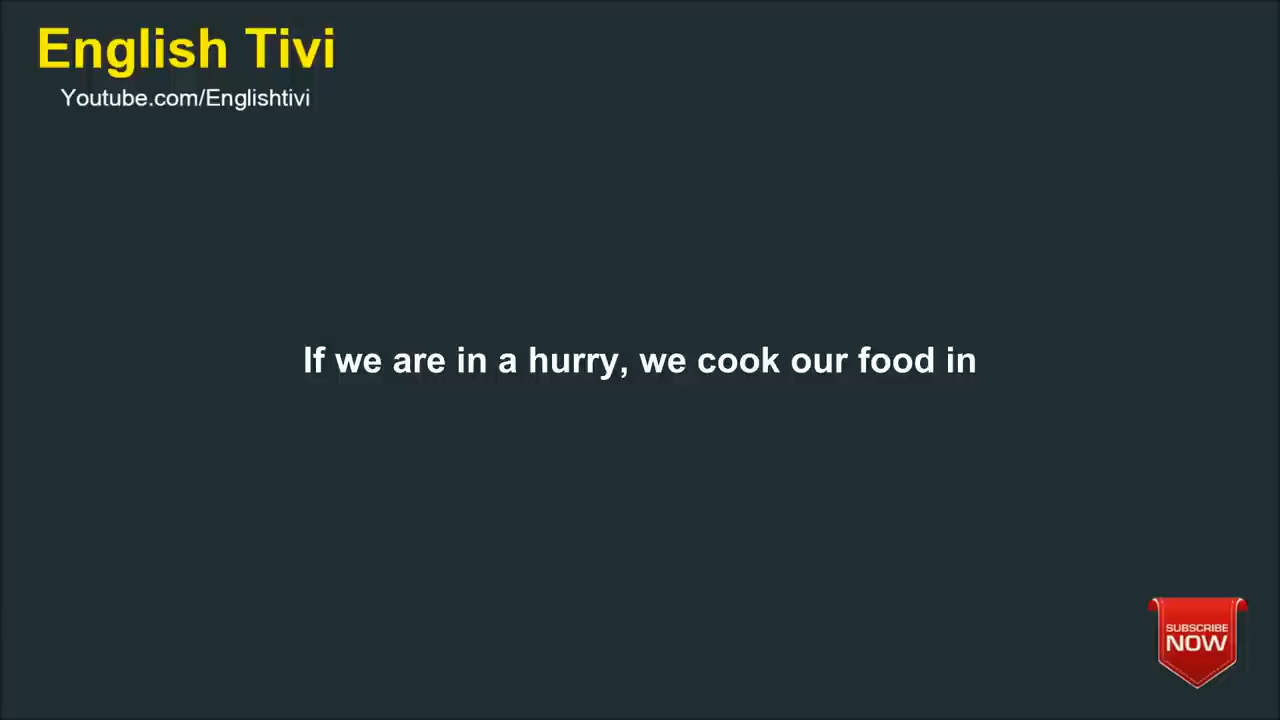 English Tivi
Youtube.com/Englishtivi
If we are in a hurry, we cook our food in
SUBSCRIBE
NOW